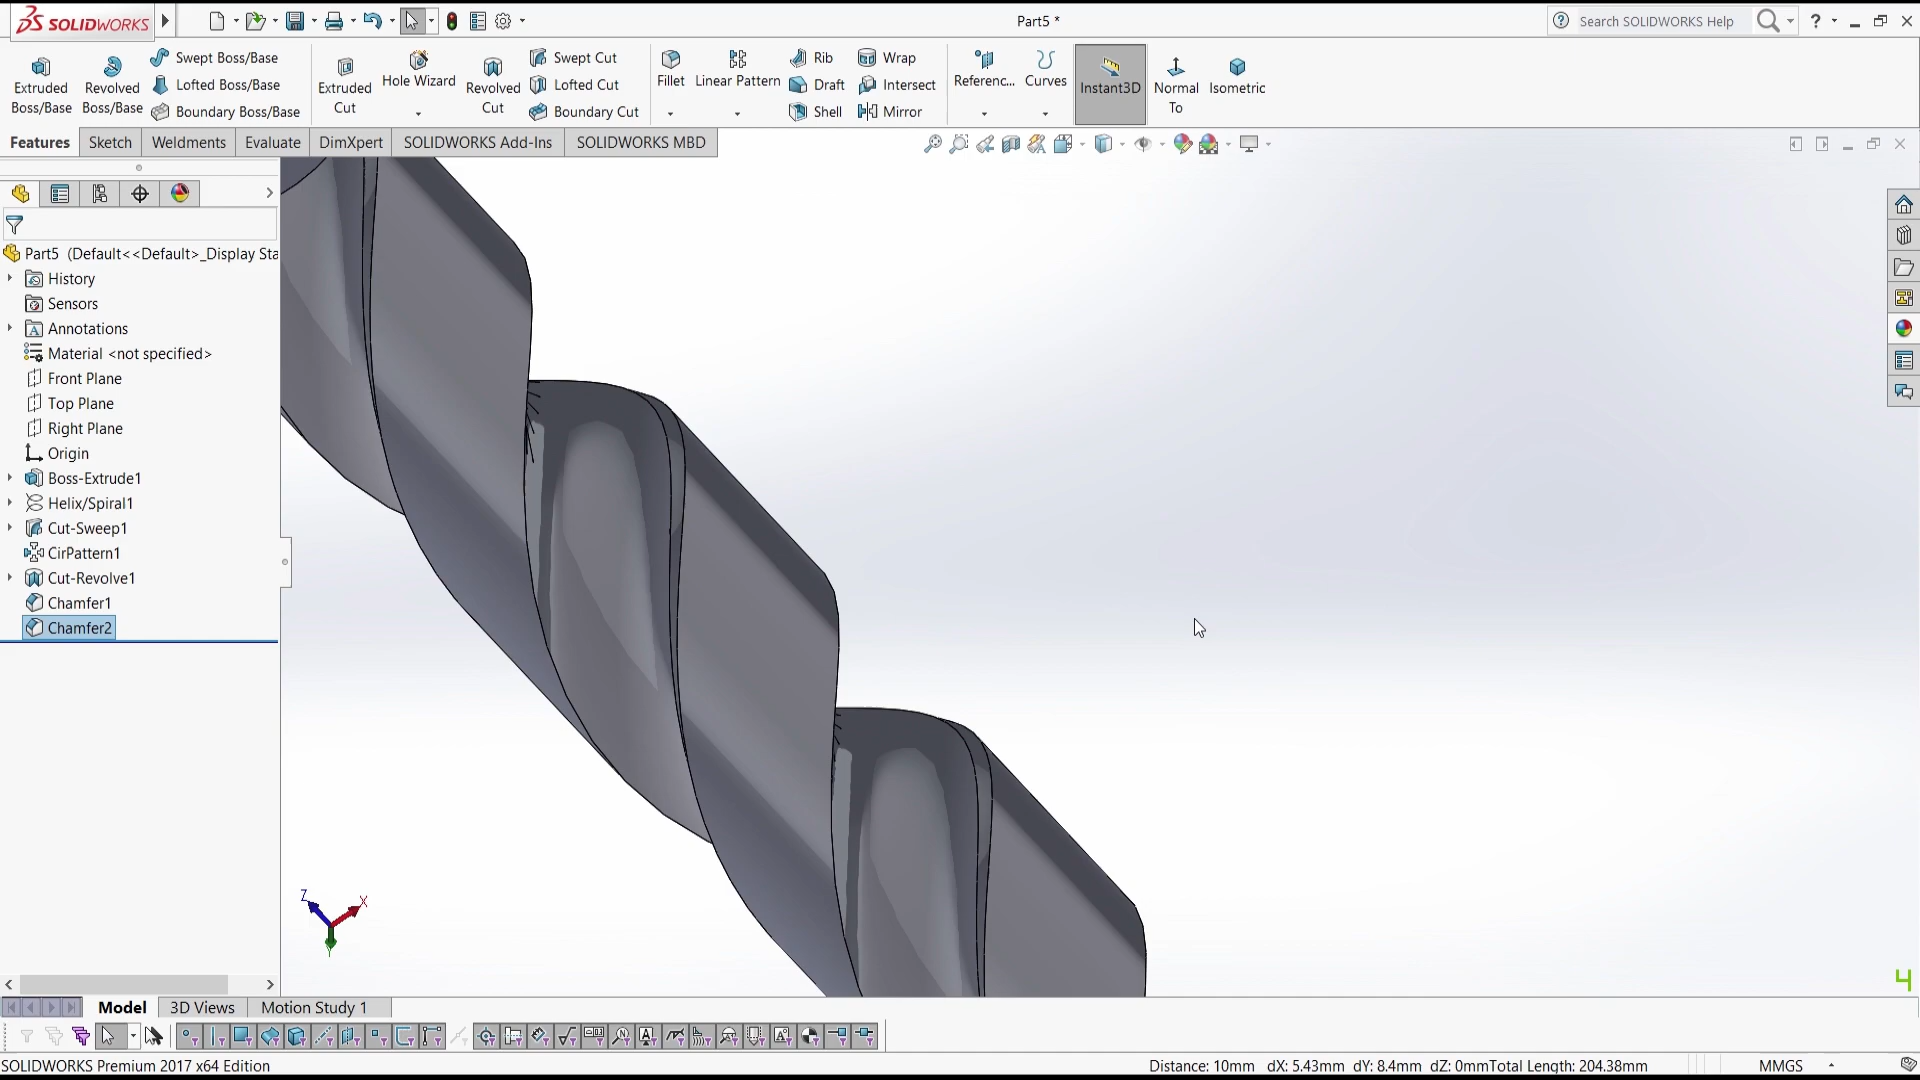 SOLIDWORKS
Part5 *
Search SOLIDWORKS Help
?
Extruded Boss/Base
Revolved Boss/Base
Swept Boss/Base
Lofted Boss/Base
Boundary Boss/Base
Extruded Cut
Hole Wizard
Revolved Cut
Swept Cut
Lofted Cut
Boundary Cut
Fillet
Linear Pattern
Rib
Draft
Shell
Wrap
Intersect
Mirror
Referenc...
Curves
Instant3D
Normal To
Isometric
Features
Sketch
Weldments
Evaluate
DimXpert
SOLIDWORKS Add-Ins
SOLIDWORKS MBD
Part5 (Default<<Default>_Display Sta
History
Sensors
Annotations
Material <not specified>
Front Plane
Top Plane
Right Plane
Origin
Boss-Extrude1
Helix/Spiral1
Cut-Sweep1
CirPattern1
Cut-Revolve1
Chamfer1
Chamfer2
Z
X
Y
4
Model
3D Views
Motion Study 1
SOLIDWORKS Premium 2017 x64 Edition
Distance: 10mm dX: 5.43mm dY: 8.4mm dZ: 0mmTotal Length: 204.38mm
MMGS